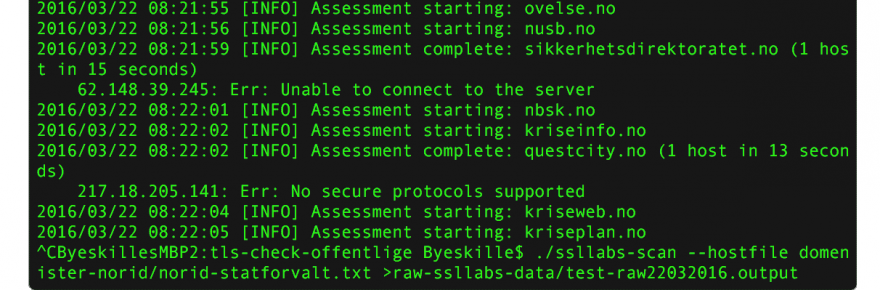 2016/03/22 08:21:55 [INFO] Assessment starting: ovelse.no
2016/03/22 08:21:56 [INFO] Assessment starting: nusb.no
2016/03/22 08:21:59 [INFO] Assessment complete: sikkerhetsdirektoratet.no (1 hos
t in 15 seconds)
    62.148.39.245: Err: Unable to connect to the server
2016/03/22 08:22:01 [INFO] Assessment starting: nbsk.no
2016/03/22 08:22:02 [INFO] Assessment starting: kriseinfo.no
2016/03/22 08:22:02 [INFO] Assessment complete: questcity.no (1 host in 13 secon
ds)
    217.18.205.141: Err: No secure protocols supported
2016/03/22 08:22:04 [INFO] Assessment starting: kriseweb.no
2016/03/22 08:22:05 [INFO] Assessment starting: kriseplan.no
^CByeskillesMBP2:tls-check-offentlige Byeskille$ ./ssllabs-scan --hostfile domen
ister-norid/norid-statforvalt.txt >raw-ssllabs-data/test-raw22032016.output